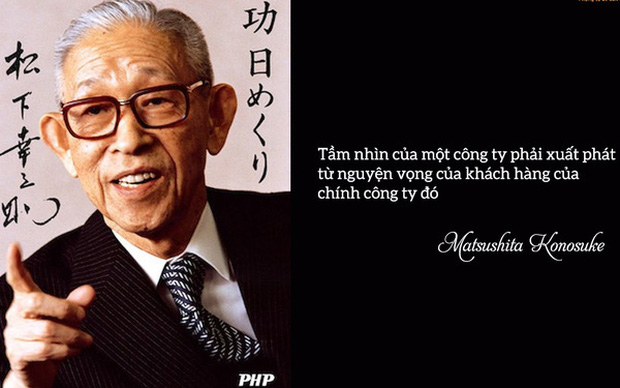 功日めくり
松下幸之助
PHP
Tầm nhìn của một công ty phải xuất phát
từ nguyện vọng của khách hàng của
chính công ty đó
Matsushita Konosuke